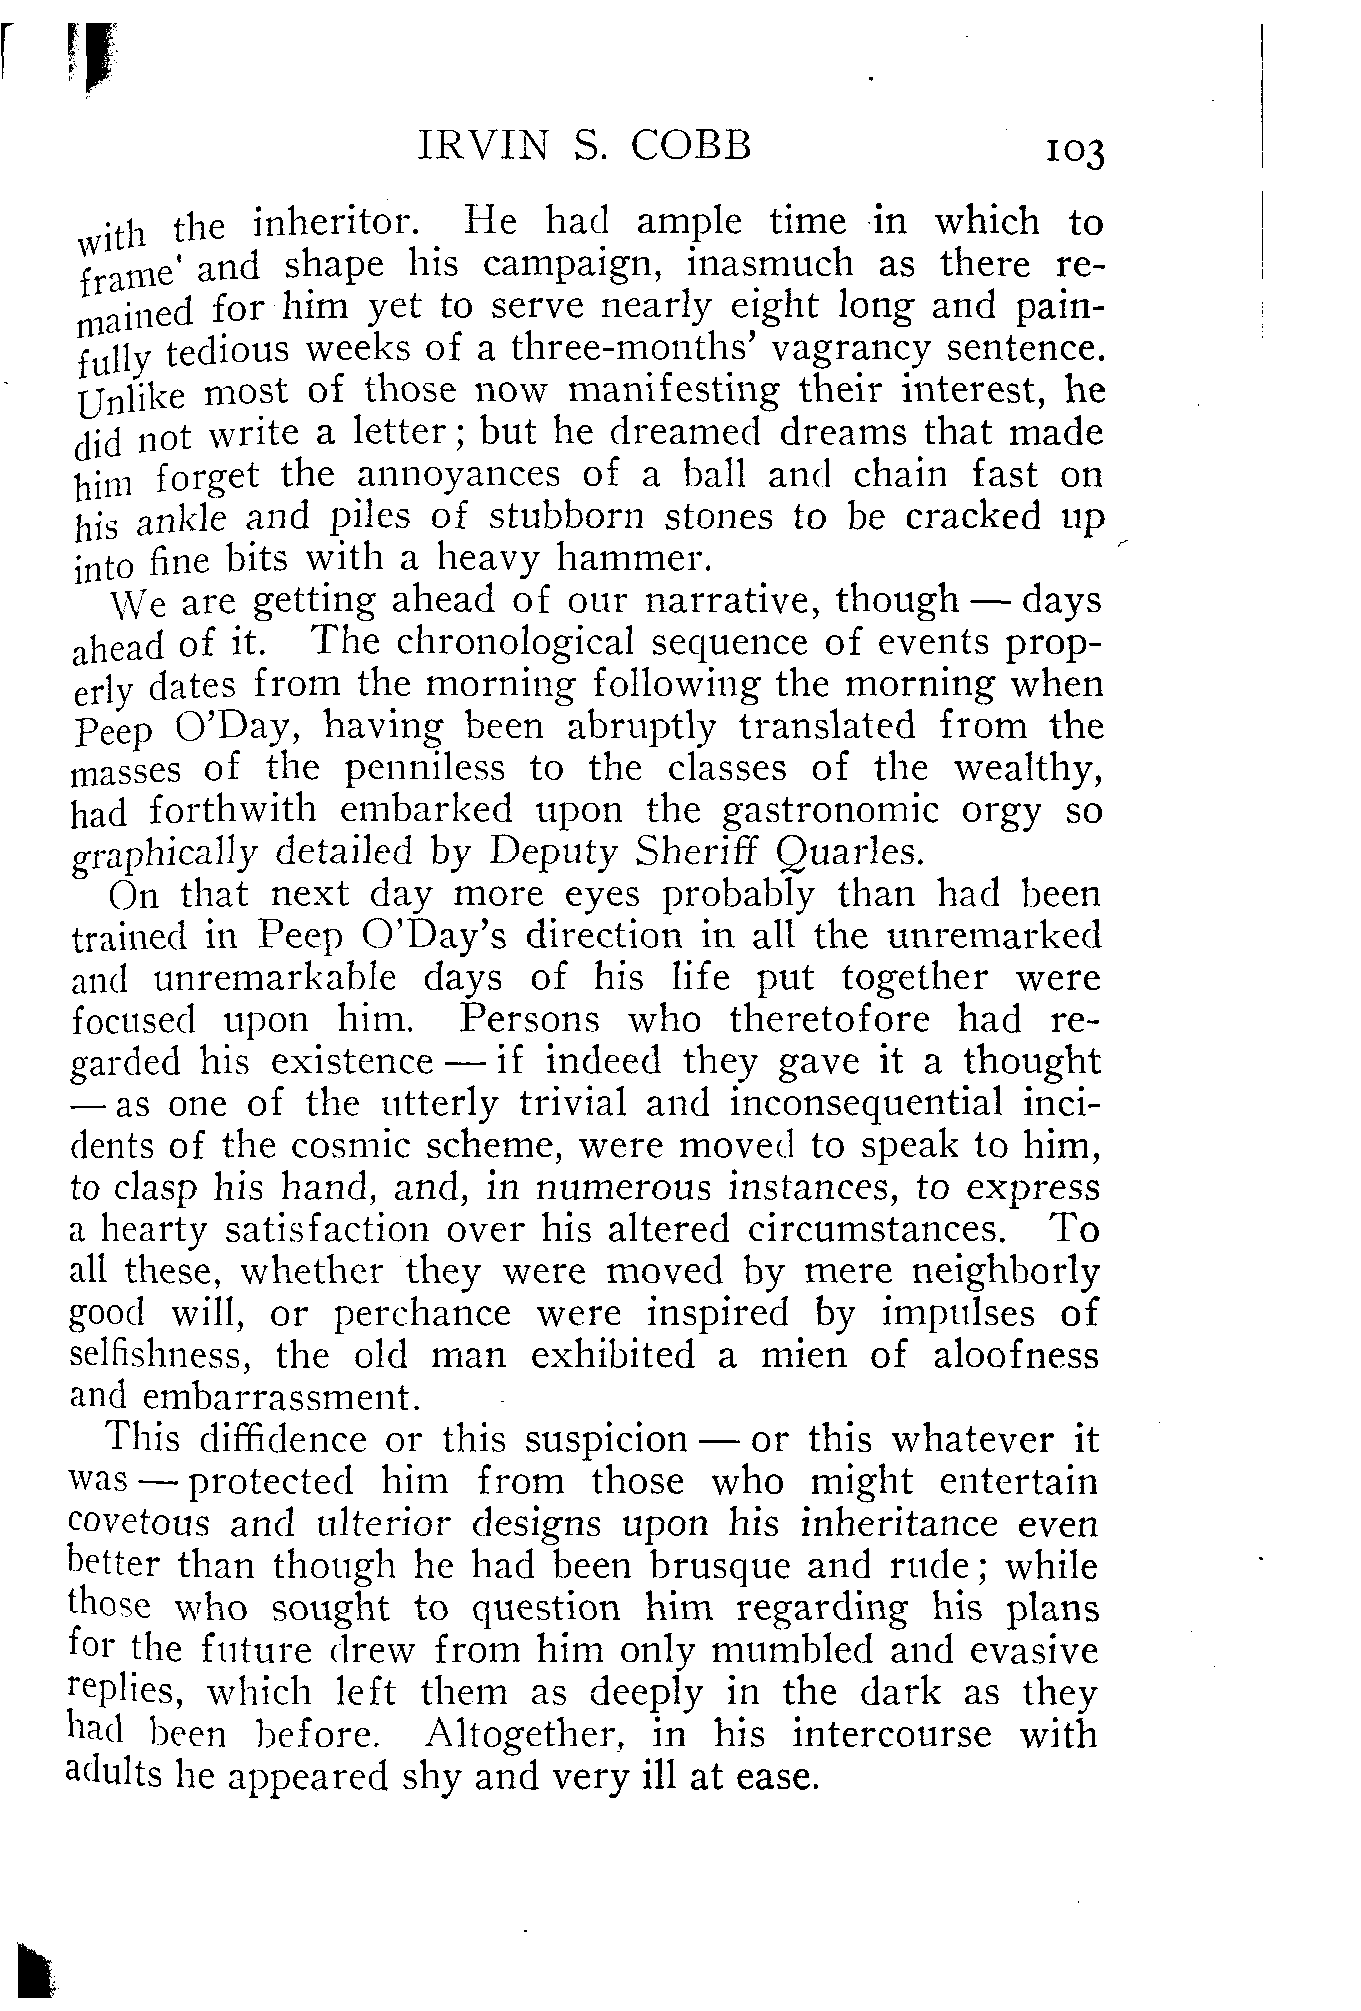 IRVIN S. COBB 103
with the inheritor. He had ample time in which to
frame' and shape his campaign, inasmuch as there re-
mained for him yet to serve nearly eight long and pain-
fully tedious weeks of a three-months' vagrancy sentence.
Unlike most of those now manifesting their interest, he
did not write a letter; but he dreamed dreams that made
him forget the annoyances of a ball and chain fast on
his ankle and piles of stubborn stones to be cracked up
into fine bits with a heavy hammer.
We are getting ahead of our narrative, though — days
ahead of it. The chronological sequence of events prop-
erly dates from the morning following the morning when
Peep O'Day, having been abruptly translated from the
masses of the penniless to the classes of the wealthy,
had forthwith embarked upon the gastronomic orgy so
graphically detailed by Deputy Sheriff Quarles.
On that next day more eyes probably than had been
trained in Peep O'Day's direction in all the unremarked
and unremarkable days of his life put together were
focused upon him. Persons who theretofore had re-
garded his existence — if indeed they gave it a thought
— as one of the utterly trivial and inconsequential inci-
dents of the cosmic scheme, were moved to speak to him,
to clasp his hand, and, in numerous instances, to express
a hearty satisfaction over his altered circumstances. To
all these, whether they were moved by mere neighborly
good will, or perchance were inspired by impulses of
selfishness, the old man exhibited a mien of aloofness
and embarrassment.
This diffidence or this suspicion — or this whatever it
was — protected him from those who might entertain
covetous and ulterior designs upon his inheritance even
better than though he had been brusque and rude; while
those who sought to question him regarding his plans
for the future drew from him only mumbled and evasive
replies, which left them as deeply in the dark as they
had been before. Altogether, in his intercourse with
adults he appeared shy and very ill at ease.